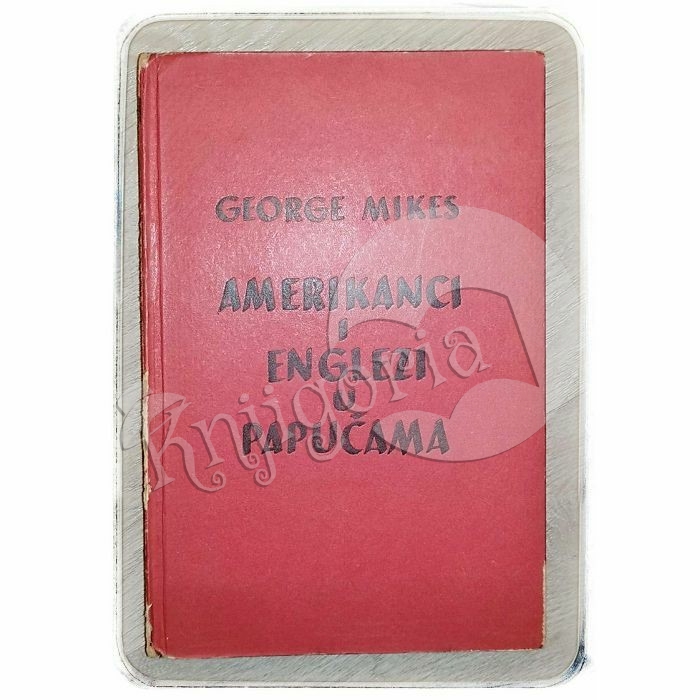 GEORGE MIKES
AMERIKANCI
I
ENGLEZI
U
PAPUČAMA
Knjigoria